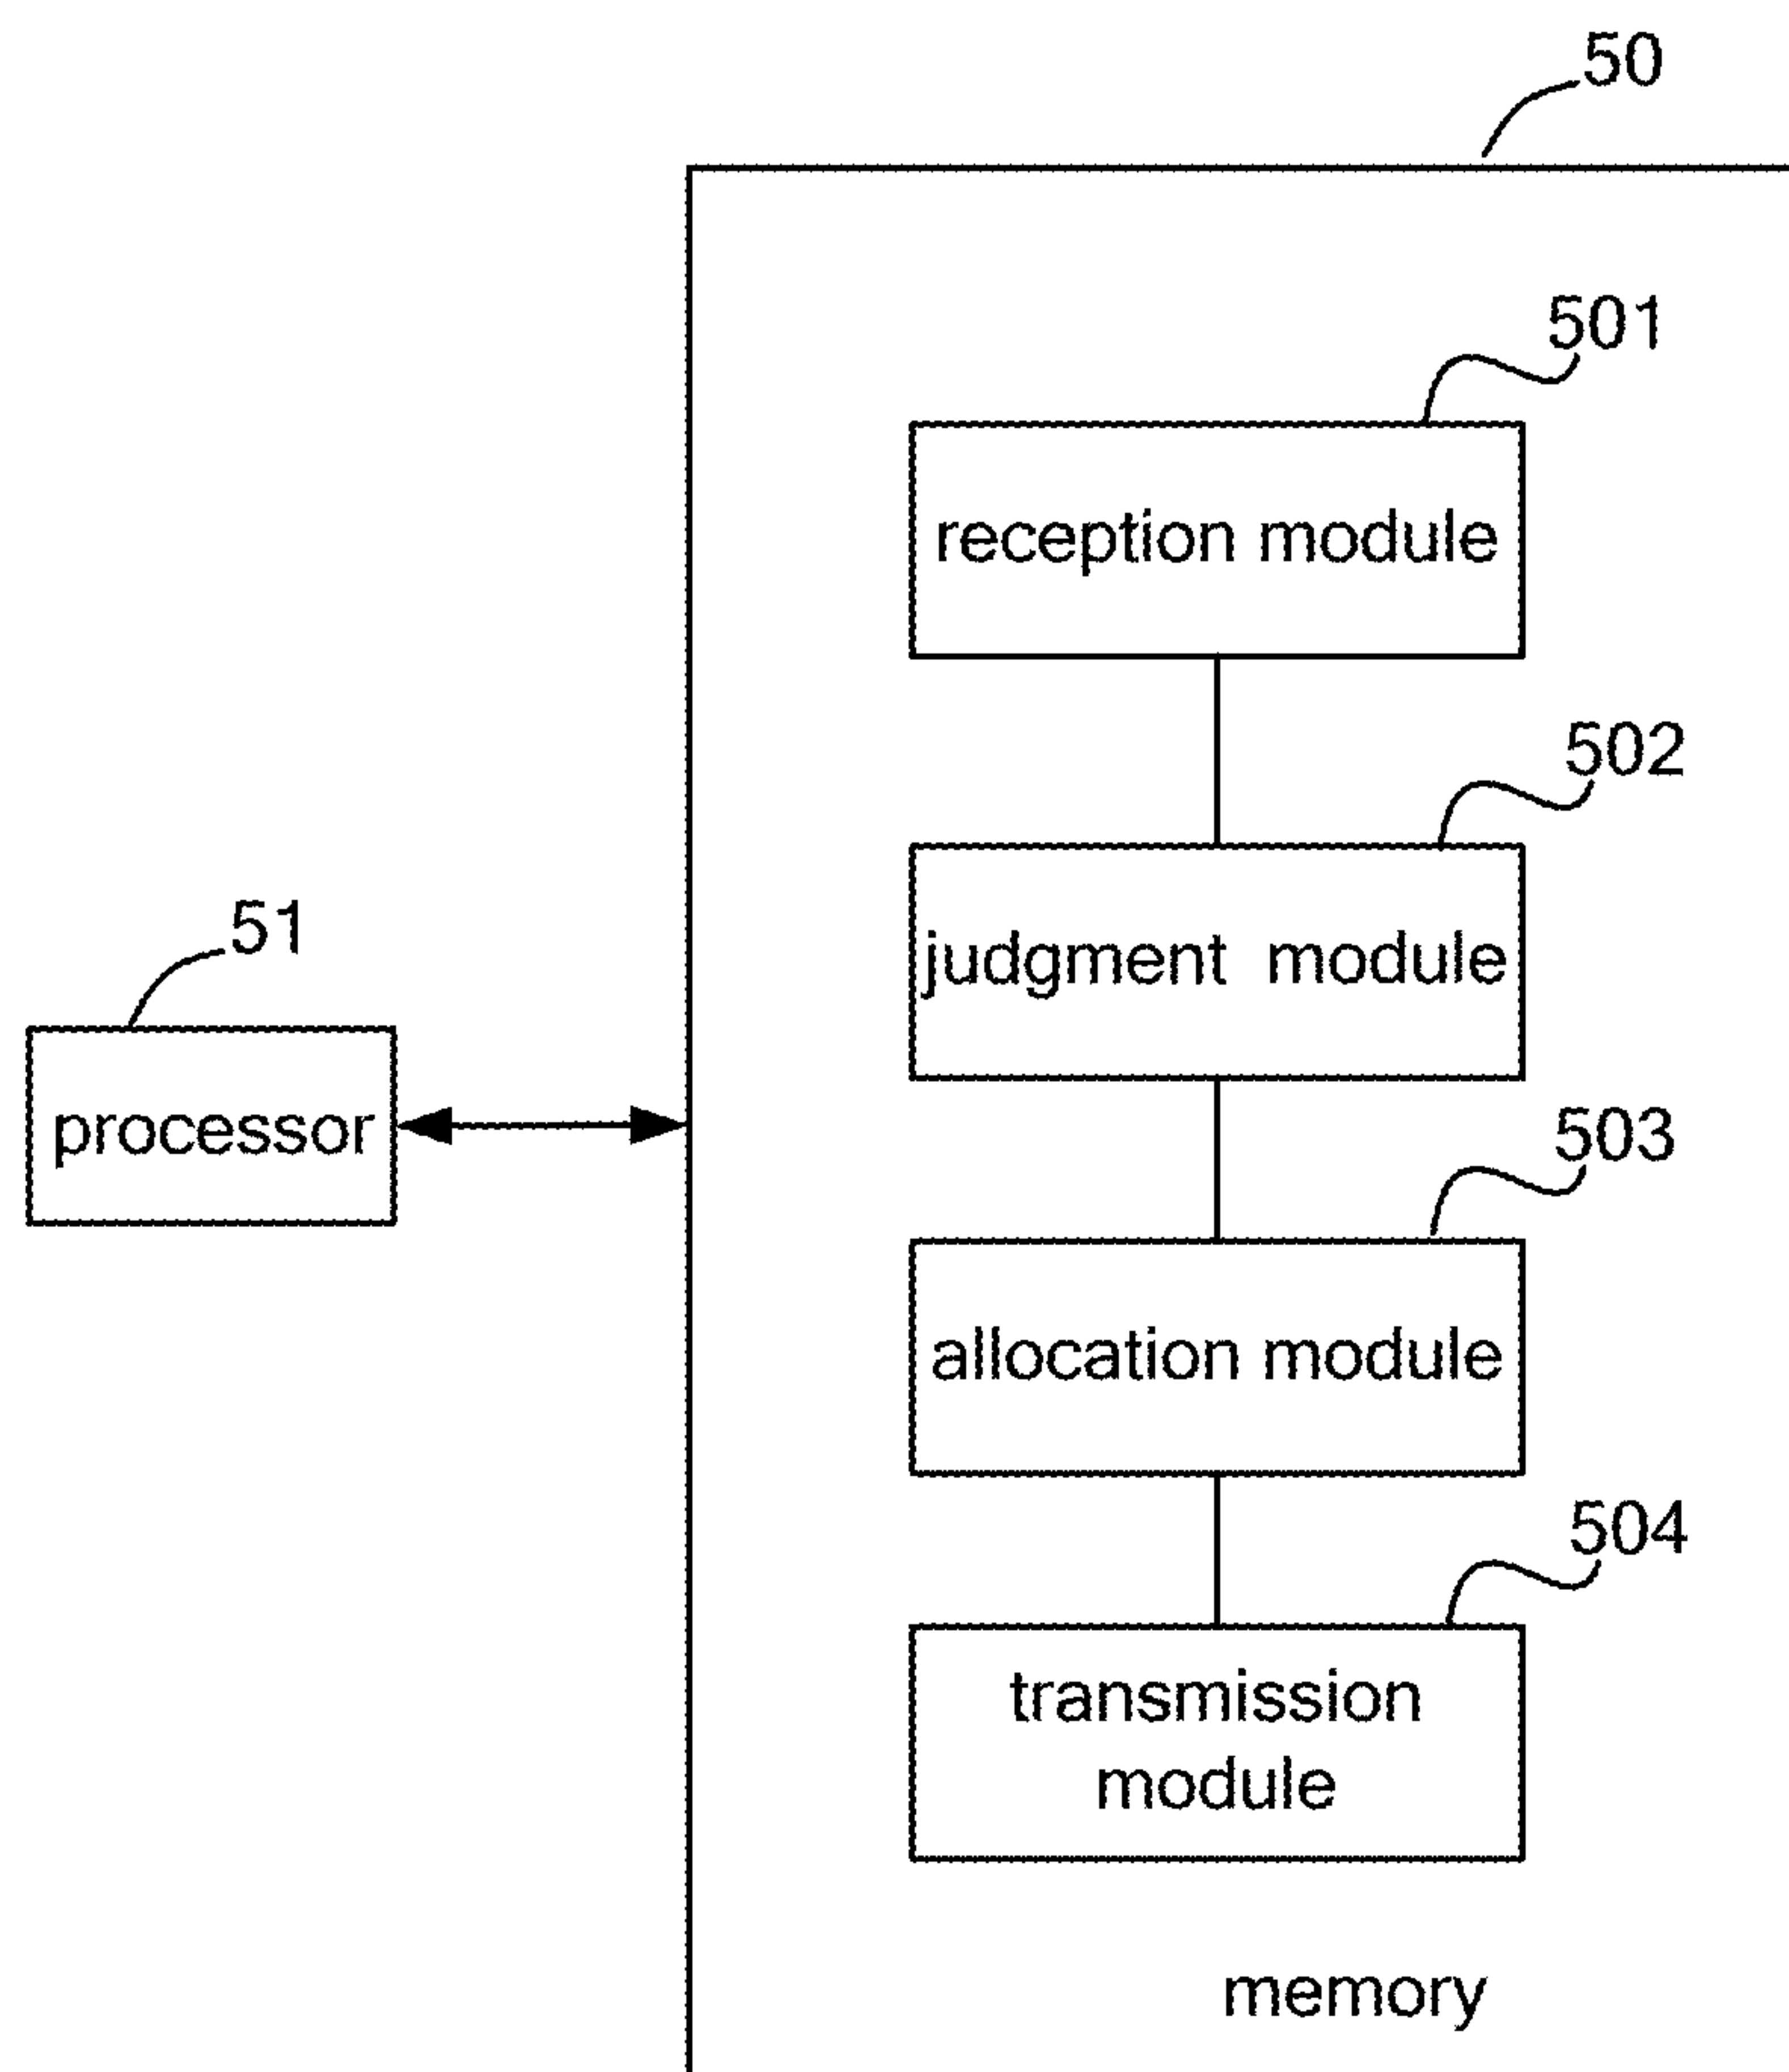 50
501
reception module
502
judgment module
51
processor
503
allocation module
504
transmission
module
memory